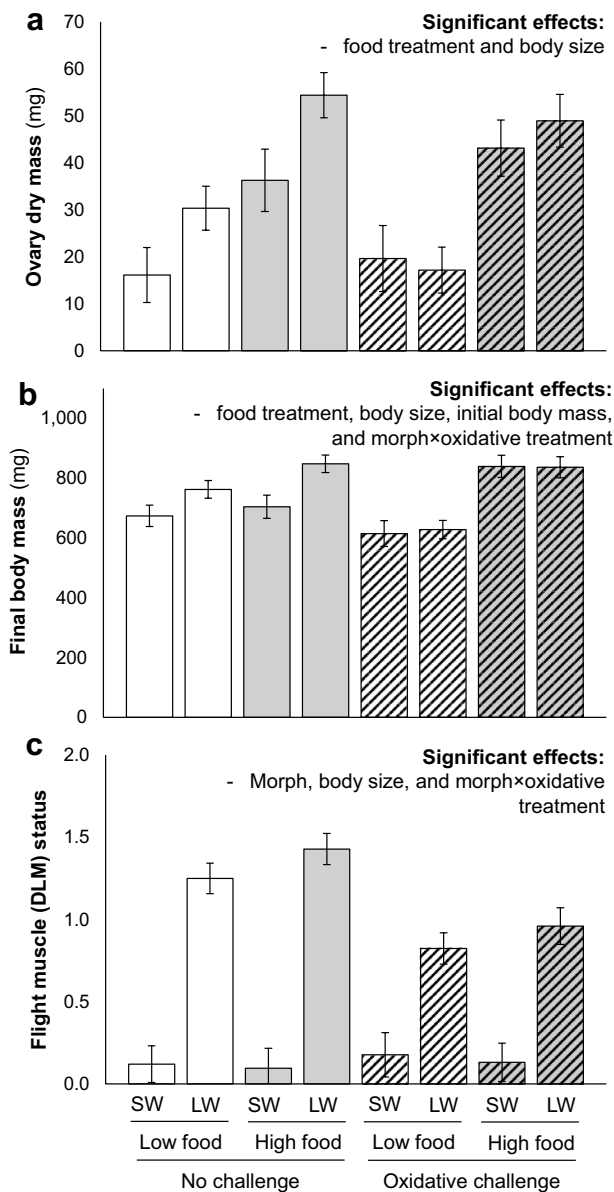 a
Significant effects:
- food treatment and body size
Ovary dry mass (mg)
70
60
50
40
30
20
10
0
b
Significant effects:
- food treatment, body size, initial body mass,
and morph×oxidative treatment
Final body mass (mg)
1,000
800
600
400
200
0
c
Significant effects:
- Morph, body size, and morph×oxidative
treatment
Flight muscle (DLM) status
2.0
1.5
1.0
0.5
0.0
SW LW SW LW SW LW SW LW
Low food High food Low food High food
No challenge Oxidative challenge